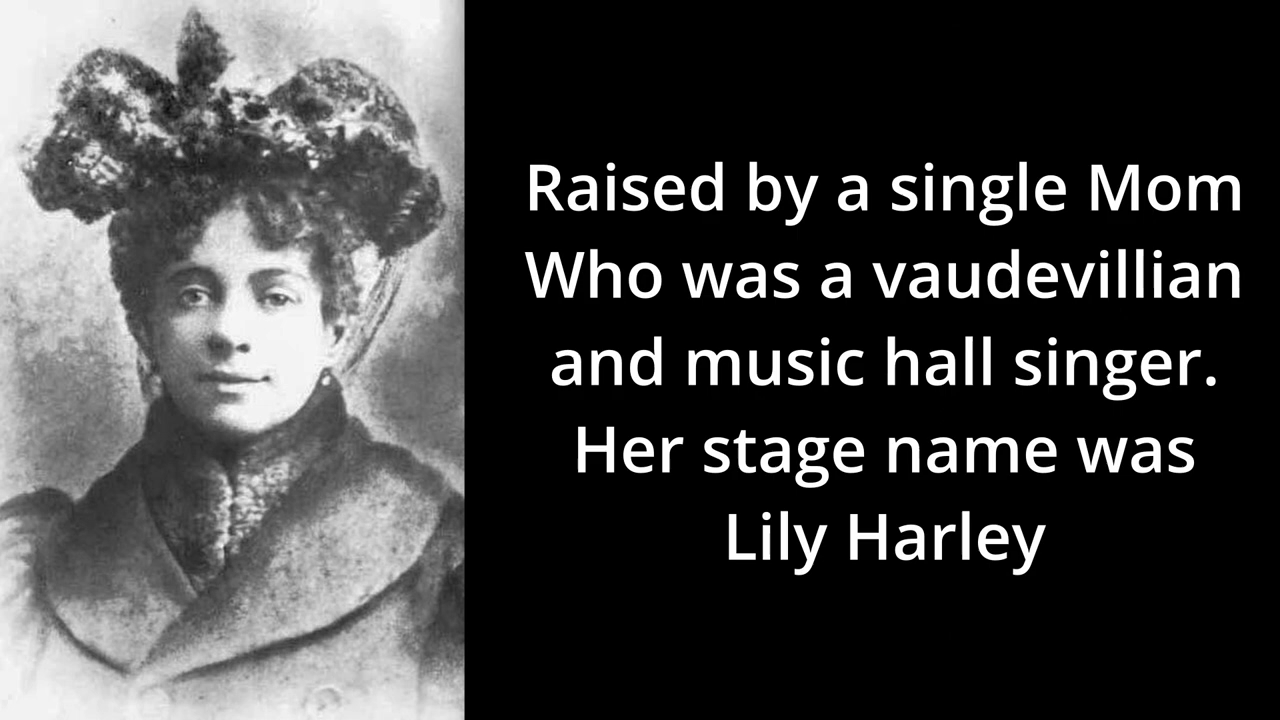 Raised by a single Mom
Who was a vaudevillian
and music hall singer.
Her stage name was
Lily Harley